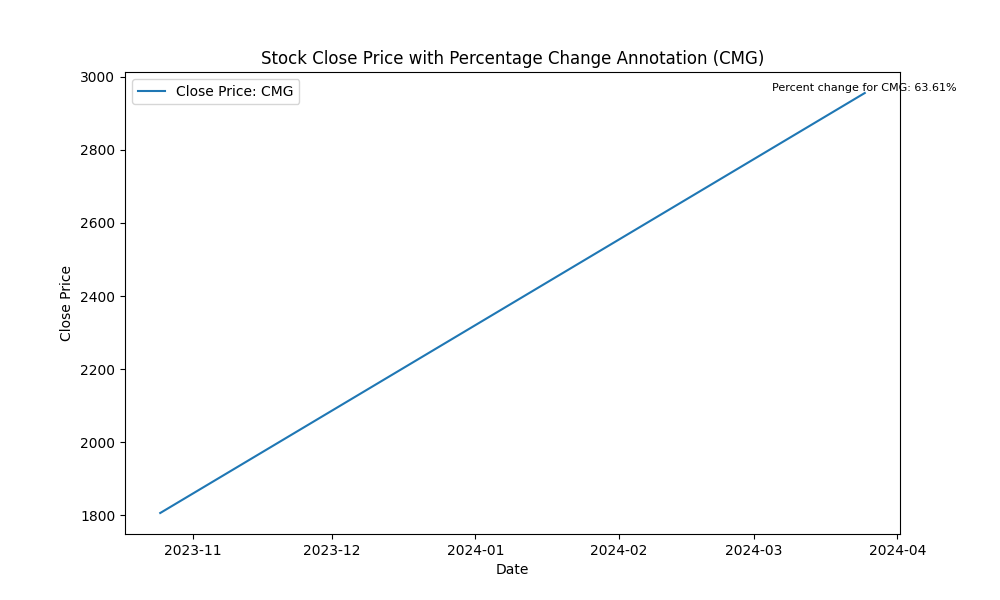 Stock Close Price with Percentage Change Annotation (CMG)
Close Price: CMG
Percent change for CMG: 63.61%
3000
2800
2600
2400
2200
2000
1800
Close Price
2023-11 2023-12 2024-01 2024-02 2024-03 2024-04
Date